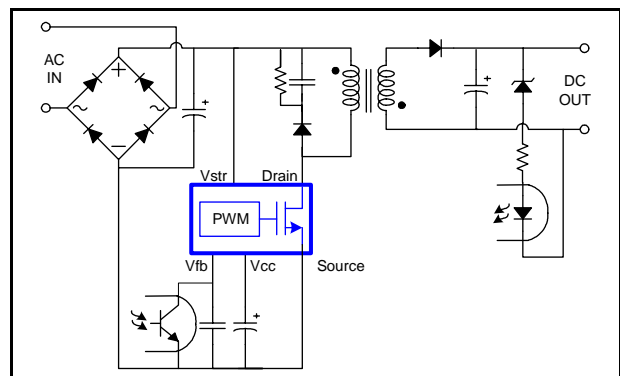 AC
IN
+
~
~
−
+
+
DC
OUT
Vstr
Drain
PWM
Vfb
Vcc
Source
+